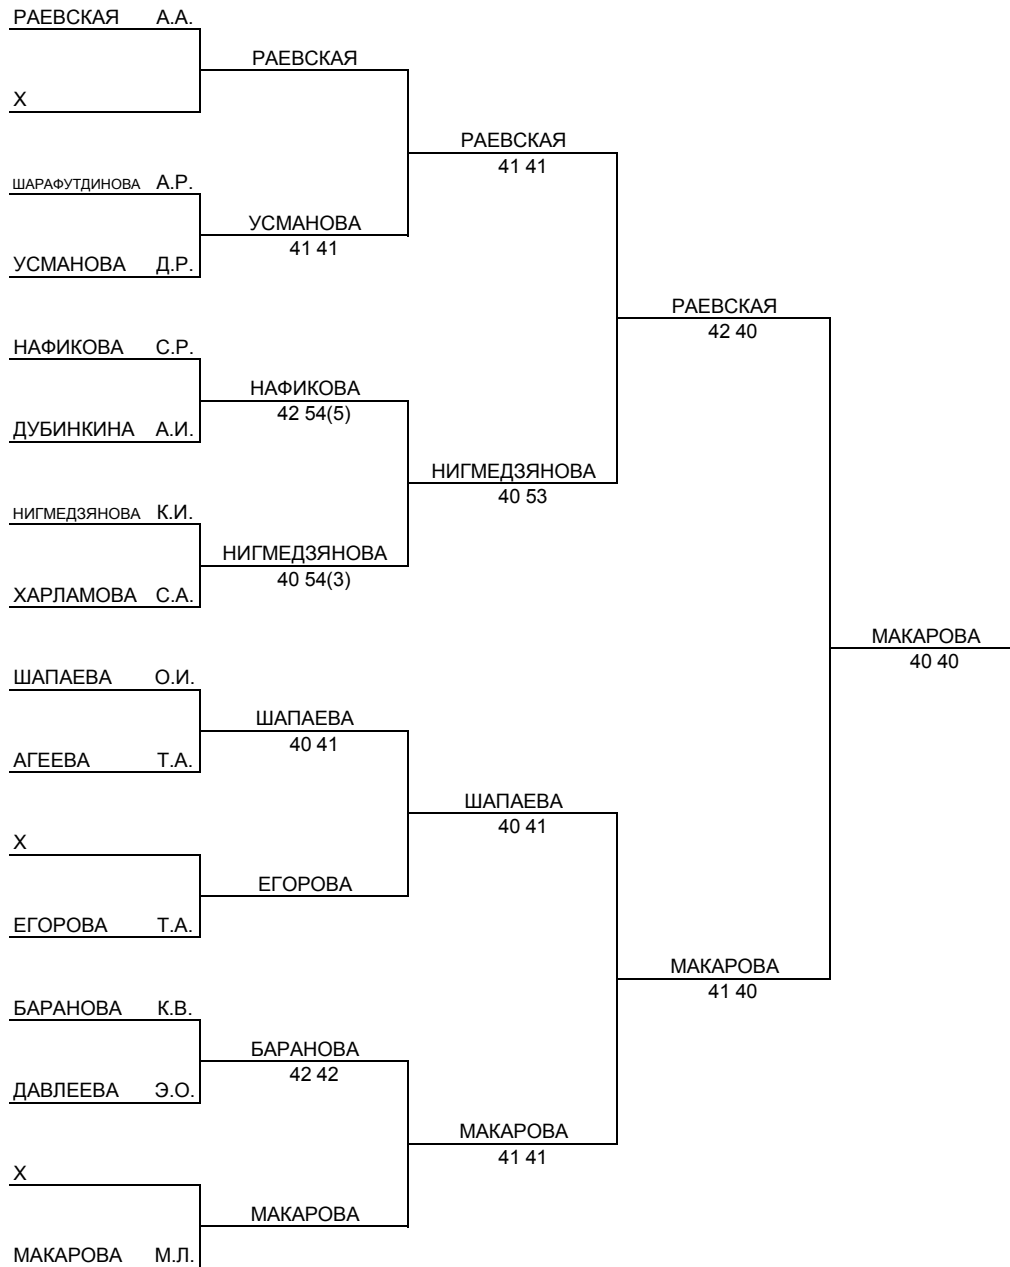 РАЕВСКАЯ А.А.
РАЕВСКАЯ
Х
РАЕВСКАЯ
41 41
ШАРАФУТДИНОВА А.Р.
УСМАНОВА
41 41
УСМАНОВА Д.Р.
РАЕВСКАЯ
42 40
НАФИКОВА С.Р.
НАФИКОВА
42 54(5)
ДУБИНКИНА А.И.
НИГМЕДЗЯНОВА
40 53
НИГМЕДЗЯНОВА К.И.
НИГМЕДЗЯНОВА
40 54(3)
ХАРЛАМОВА С.А.
МАКАРОВА
40 40
ШАПАЕВА О.И.
ШАПАЕВА
40 41
АГЕЕВА Т.А.
ШАПАЕВА
40 41
Х
ЕГОРОВА
ЕГОРОВА Т.А.
МАКАРОВА
41 40
БАРАНОВА К.В.
БАРАНОВА
42 42
ДАВЛЕЕВА Э.О.
МАКАРОВА
41 41
Х
МАКАРОВА
МАКАРОВА М.Л.